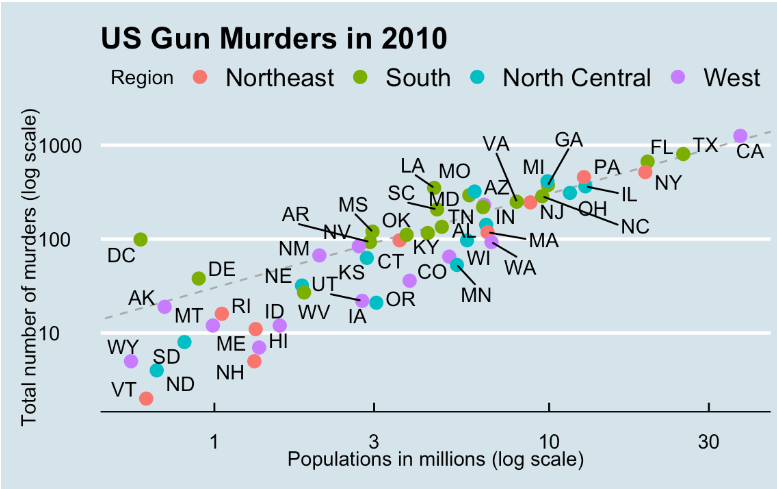 US Gun Murders in 2010
Region Northeast South North Central West
Total number of murders (log scale)
1000
100
10
VA GA
FL TX
CA
LA MO MI PA
NY
SC MD AZ IL
MS OK TN IN NJ OH NC
AR NV AL MA
DC NM KY WI WA
DE NE KS CT CO
UT MN
AK WV IA OR
MT RI ID
WY SD ME HI
VT ND NH
1 3 10 30
Populations in millions (log scale)